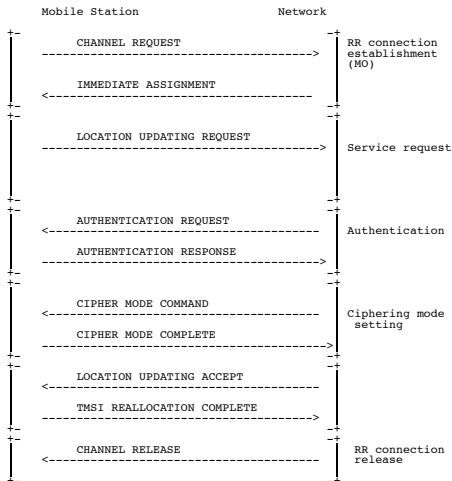 Mobile Station Network
CHANNEL REQUEST
RR connection
establishment
(MO)
IMMEDIATE ASSIGNMENT
LOCATION UPDATING REQUEST
Service request
AUTHENTICATION REQUEST
Authentication
AUTHENTICATION RESPONSE
CIPHER MODE COMMAND
Ciphering mode
setting
CIPHER MODE COMPLETE
LOCATION UPDATING ACCEPT
TMSI REALLOCATION COMPLETE
CHANNEL RELEASE
RR connection
release